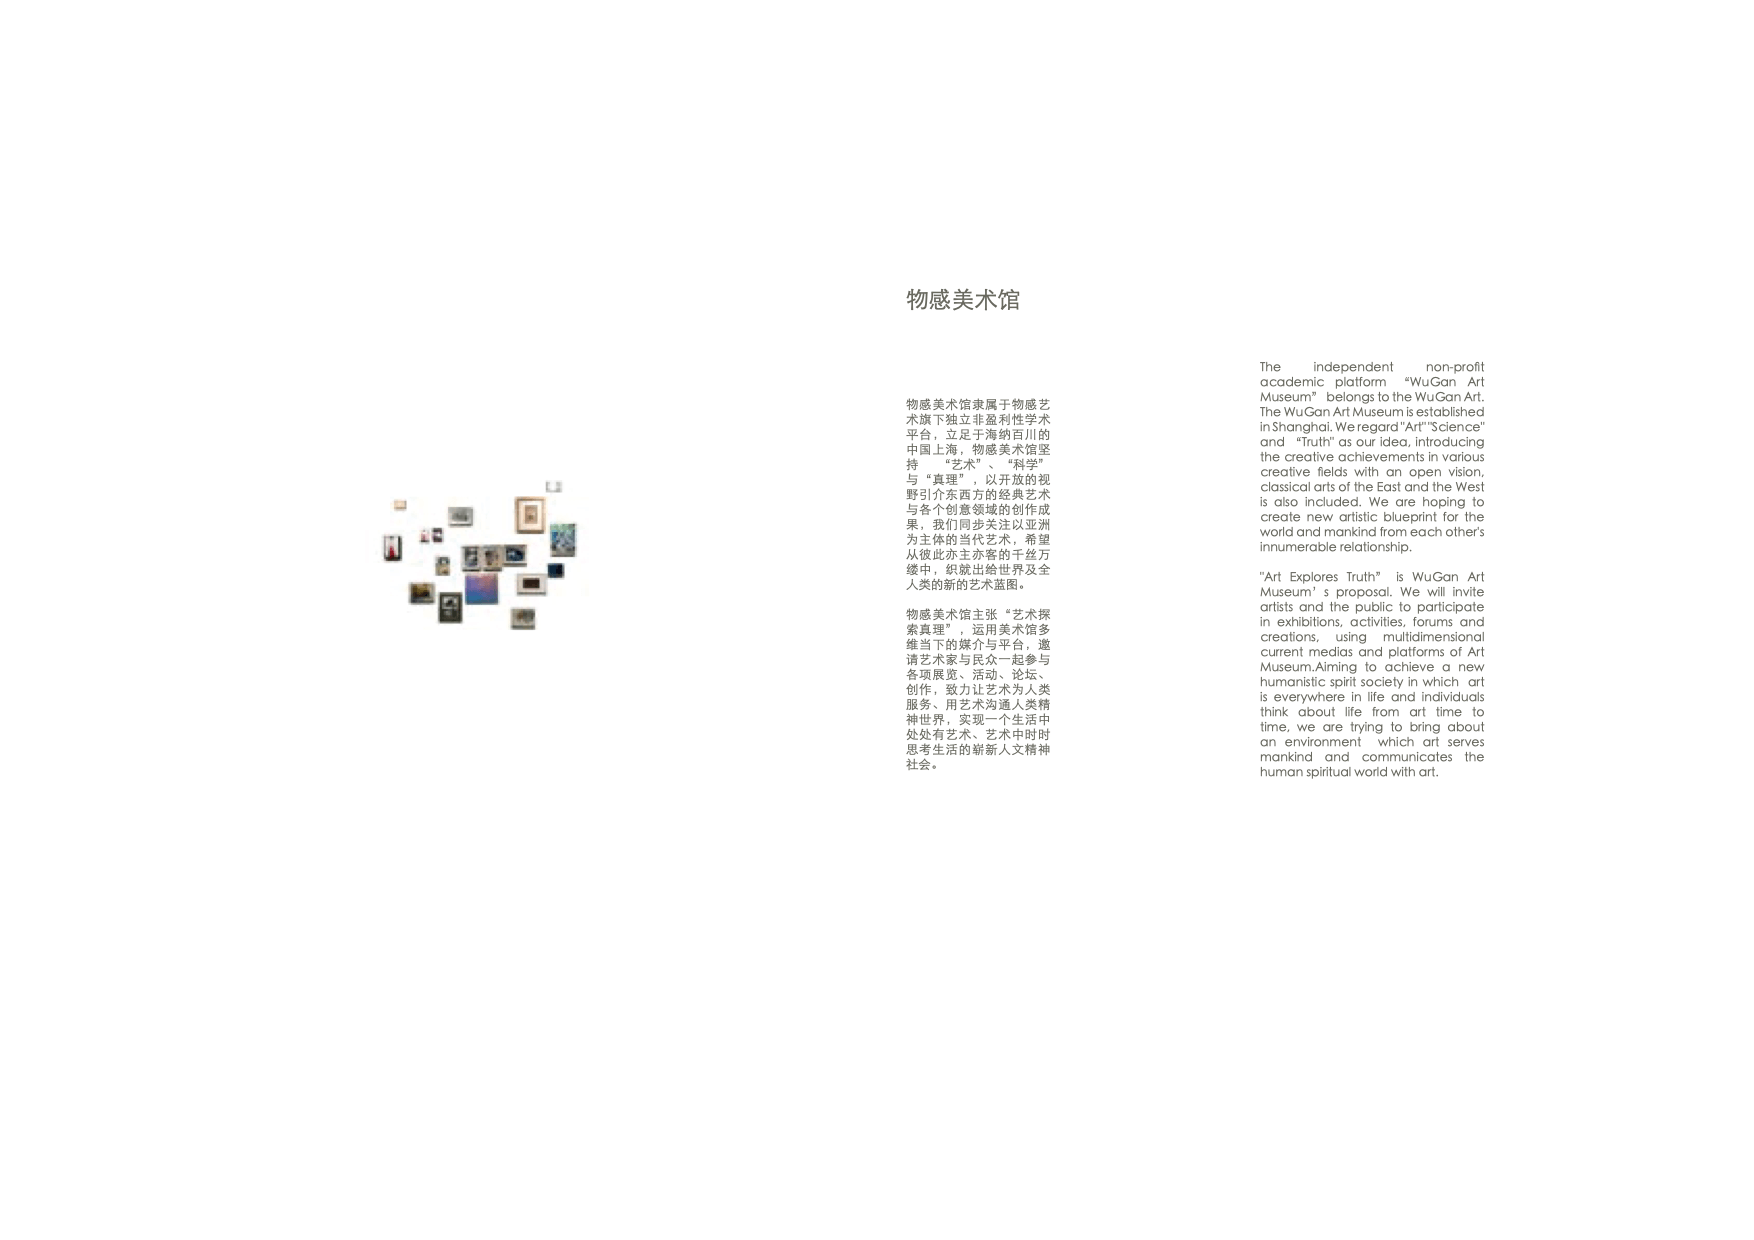 物感美术馆
物感美术馆隶属于物感艺
术旗下独立非盈利性学术
平台，立足于海纳百川的
中国上海，物感美术馆坚
持 “艺术”、“科学”
与“真理”，以开放的视
野引介东西方的经典艺术
与各个创意领域的创作成
果，我们同步关注以亚洲
为主体的当代艺术，希望
从彼此亦主亦客的千丝万
缕中，织就出给世界及全
人类的新的艺术蓝图。
物感美术馆主张“艺术探
索真理”，运用美术馆多
维当下的媒介与平台，邀
请艺术家与民众一起参与
各项展览、活动、论坛、
创作，致力让艺术为人类
服务、用艺术沟通人类精
神世界，实现一个生活中
处处有艺术、艺术中时时
思考生活的崭新人文精神
社会。
The independent non-profit
academic platform “WuGan Art
Museum” belongs to the WuGan Art.
The WuGan Art Museum is established
in Shanghai. We regard "Art""Science"
and “Truth" as our idea, introducing
the creative achievements in various
creative fields with an open vision,
classical arts of the East and the West
is also included. We are hoping to
create new artistic blueprint for the
world and mankind from each other's
innumerable relationship.
"Art Explores Truth” is WuGan Art
Museum’ s proposal. We will invite
artists and the public to participate
in exhibitions, activities, forums and
creations, using multidimensional
current medias and platforms of Art
Museum.Aiming to achieve a new
humanistic spirit society in which art
is everywhere in life and individuals
think about life from art time to
time, we are trying to bring about
an environment which art serves
mankind and communicates the
human spiritual world with art.